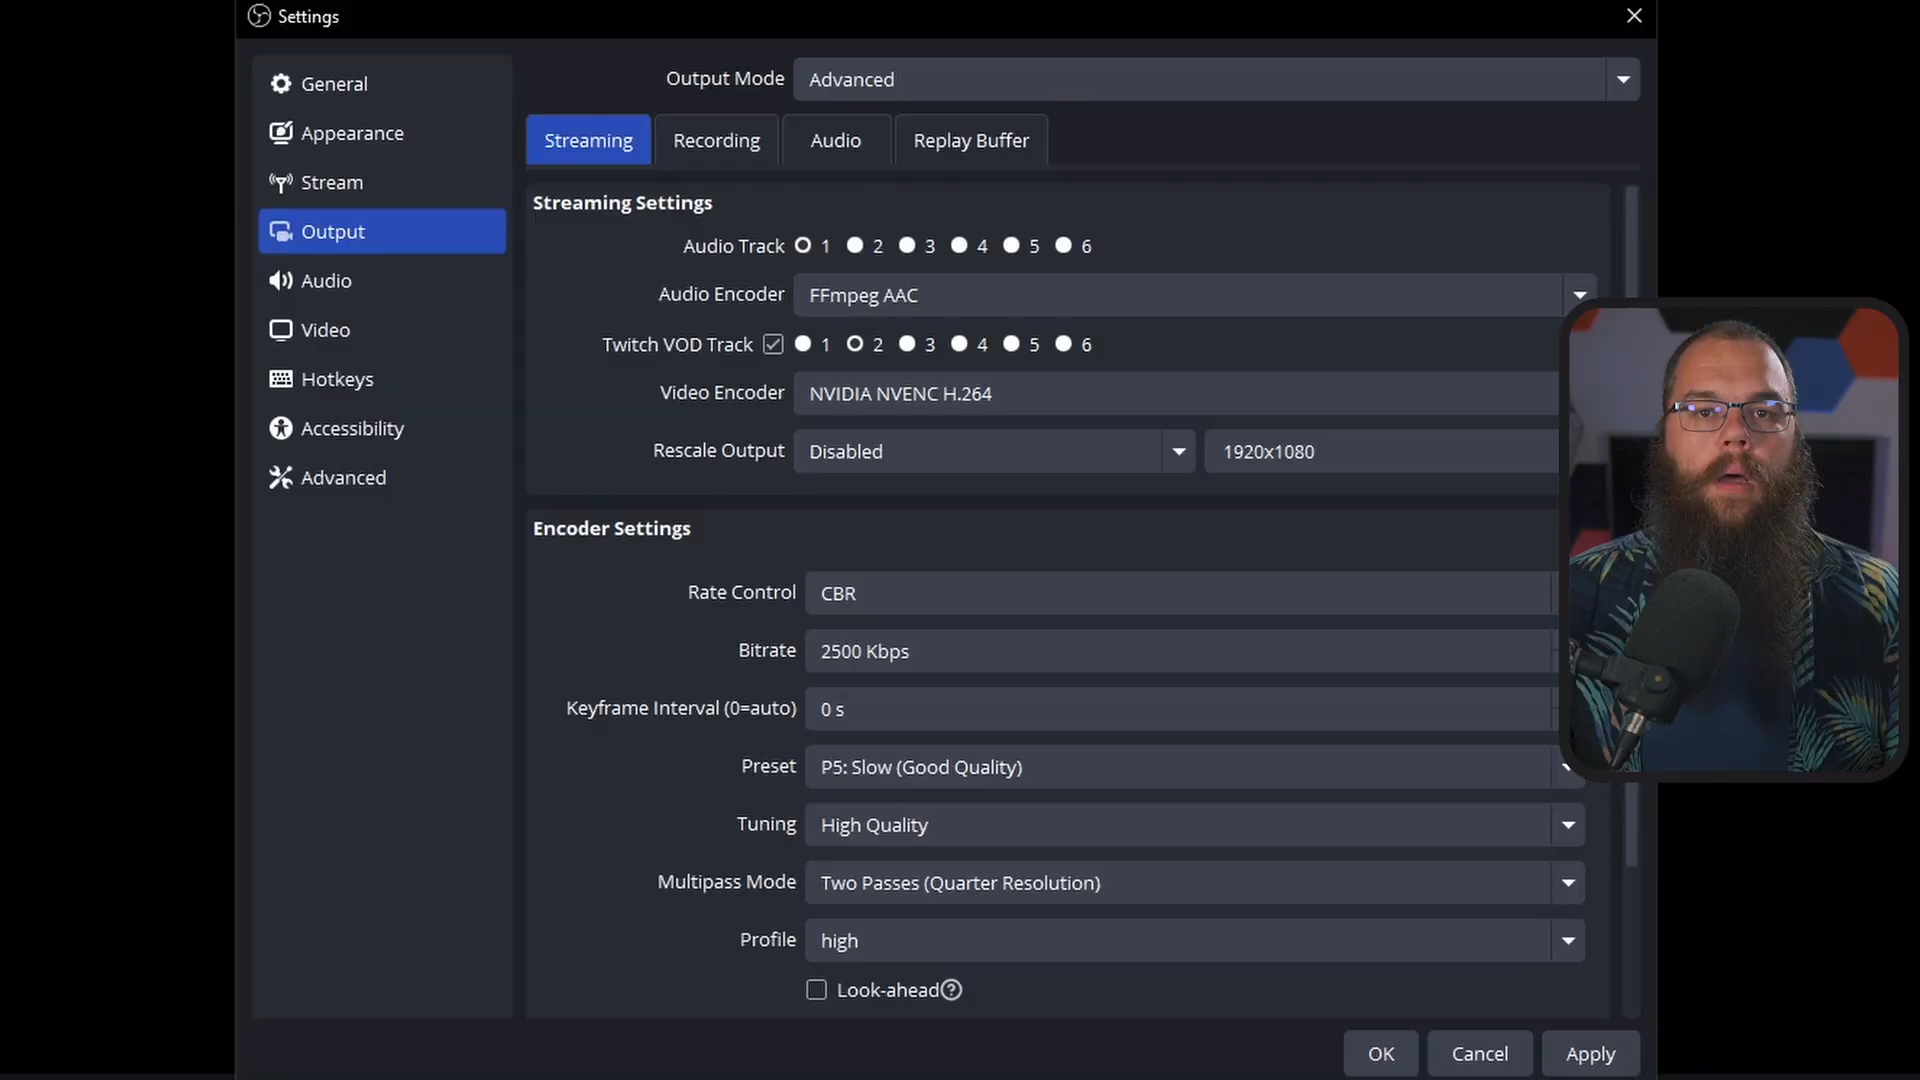 Settings
General
Appearance
Stream
Output
Audio
Video
Hotkeys
Accessibility
Advanced
Output Mode Advanced
Streaming Recording Audio Replay Buffer
Streaming Settings
Audio Track 1 2 3 4 5 6
Audio Encoder FFmpeg AAC
Twitch VOD Track 1 2 3 4 5 6
Video Encoder NVIDIA NVENC H.264
Rescale Output Disabled 1920x1080
Encoder Settings
Rate Control CBR
Bitrate 2500 Kbps
Keyframe Interval (0=auto) 0 s
Preset P5: Slow (Good Quality)
Tuning High Quality
Multipass Mode Two Passes (Quarter Resolution)
Profile high
Look-ahead?
OK Cancel Apply